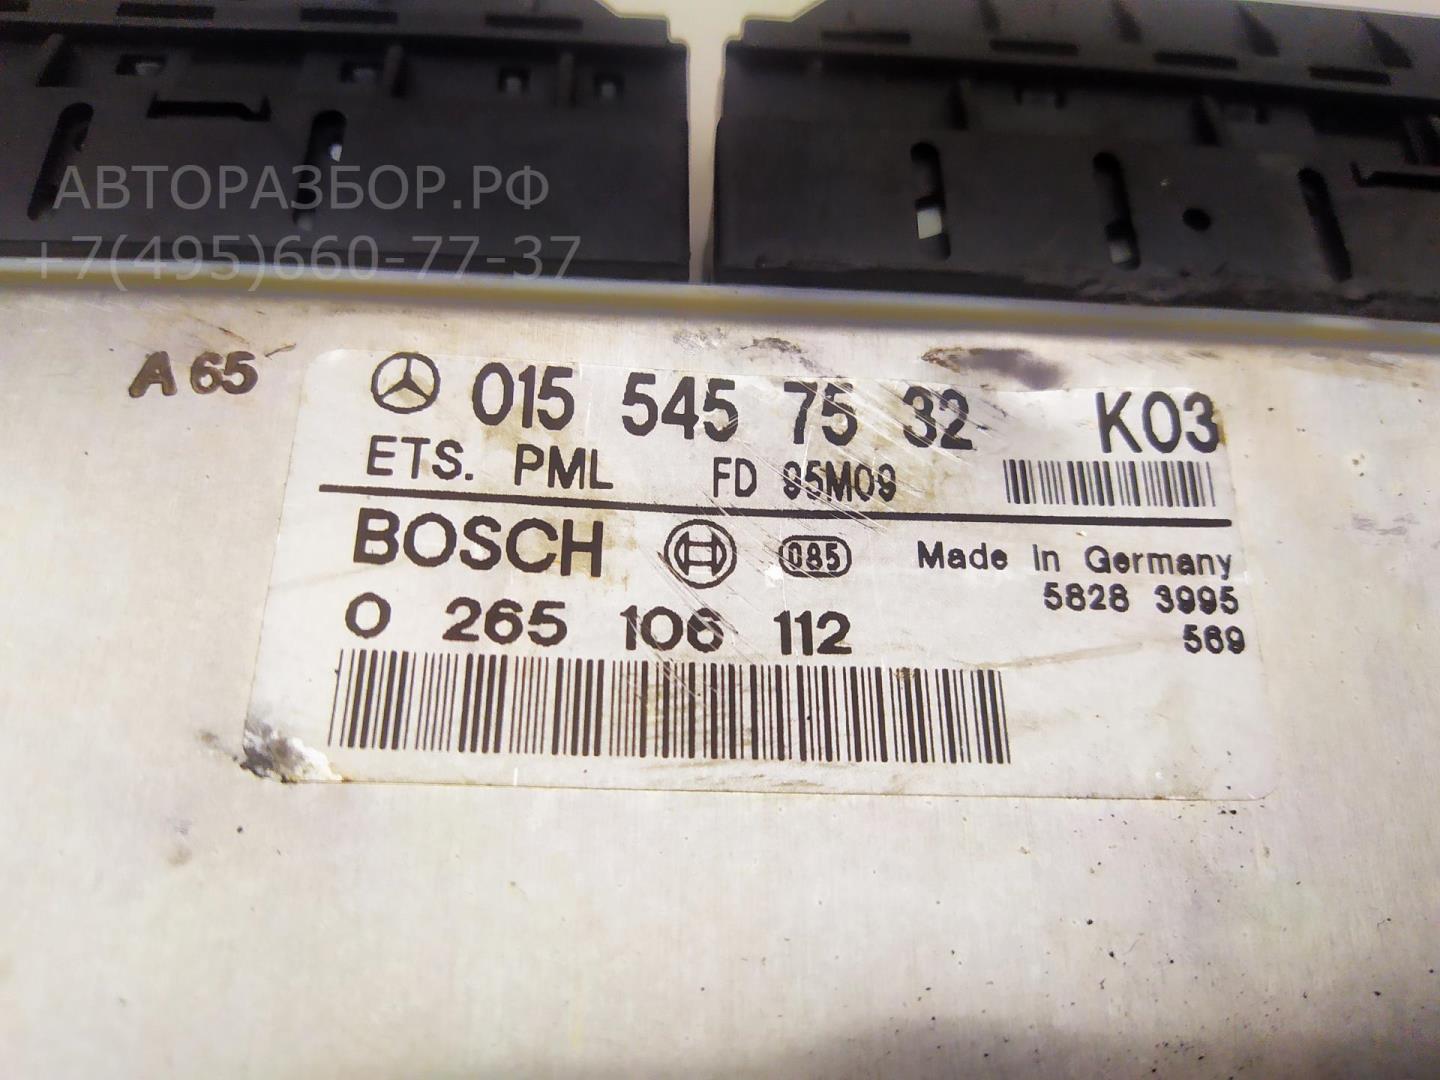 АВТОРАЗБОР.РФ
+7(495)660-77-37
A 65
015 545 75 32 K03
ETS. PML FD 95M09
BOSCH 085 Made in Germany
5828 3995
0 265 106 112 569